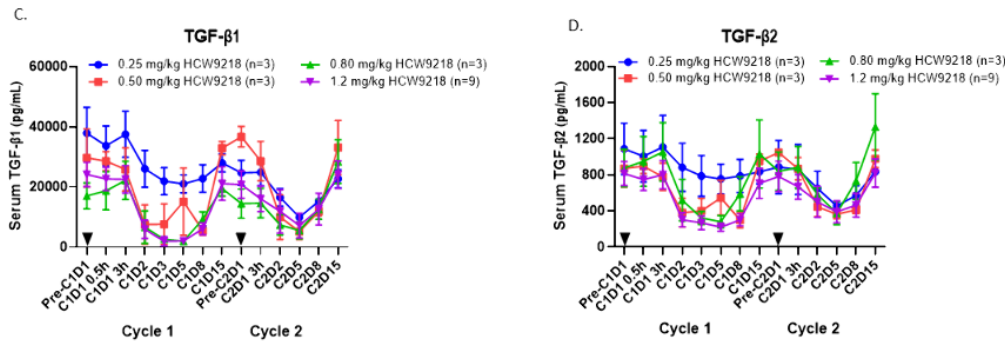 C.
TGF-β1
0.25 mg/kg HCW9218 (n=3)
0.50 mg/kg HCW9218 (n=3)
0.80 mg/kg HCW9218 (n=3)
1.2 mg/kg HCW9218 (n=9)
Serum TGF-β1 (pg/mL)
60000
40000
20000
0
Pre-C1D1
C1D1 0.5h
C1D1 3h
C1D2
C1D3
C1D5
C1D8
C1D15
Pre-C2D1
C2D1 3h
C2D2
C2D5
C2D8
C2D15
Cycle 1
Cycle 2
D.
TGF-β2
0.25 mg/kg HCW9218 (n=3)
0.50 mg/kg HCW9218 (n=3)
0.80 mg/kg HCW9218 (n=3)
1.2 mg/kg HCW9218 (n=9)
Serum TGF-β2 (pg/mL)
2000
1600
1200
800
400
0
Pre-C1D1
C1D1 0.5h
C1D1 3h
C1D2
C1D3
C1D5
C1D8
C1D15
Pre-C2D1
C2D1 3h
C2D2
C2D5
C2D8
C2D15
Cycle 1
Cycle 2